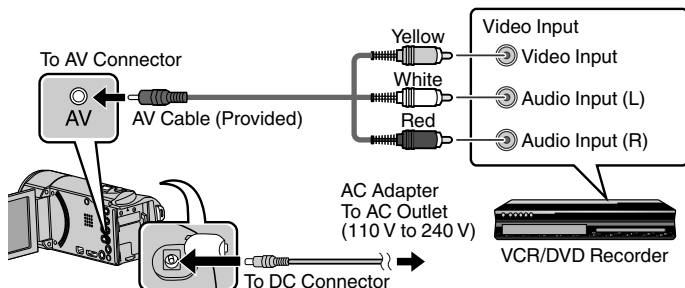 To AV Connector
AV
AV Cable (Provided)
Yellow
White
Red
Video Input
Video Input
Audio Input (L)
Audio Input (R)
AC Adapter
To AC Outlet
(110 V to 240 V)
To DC Connector
VCR/DVD Recorder